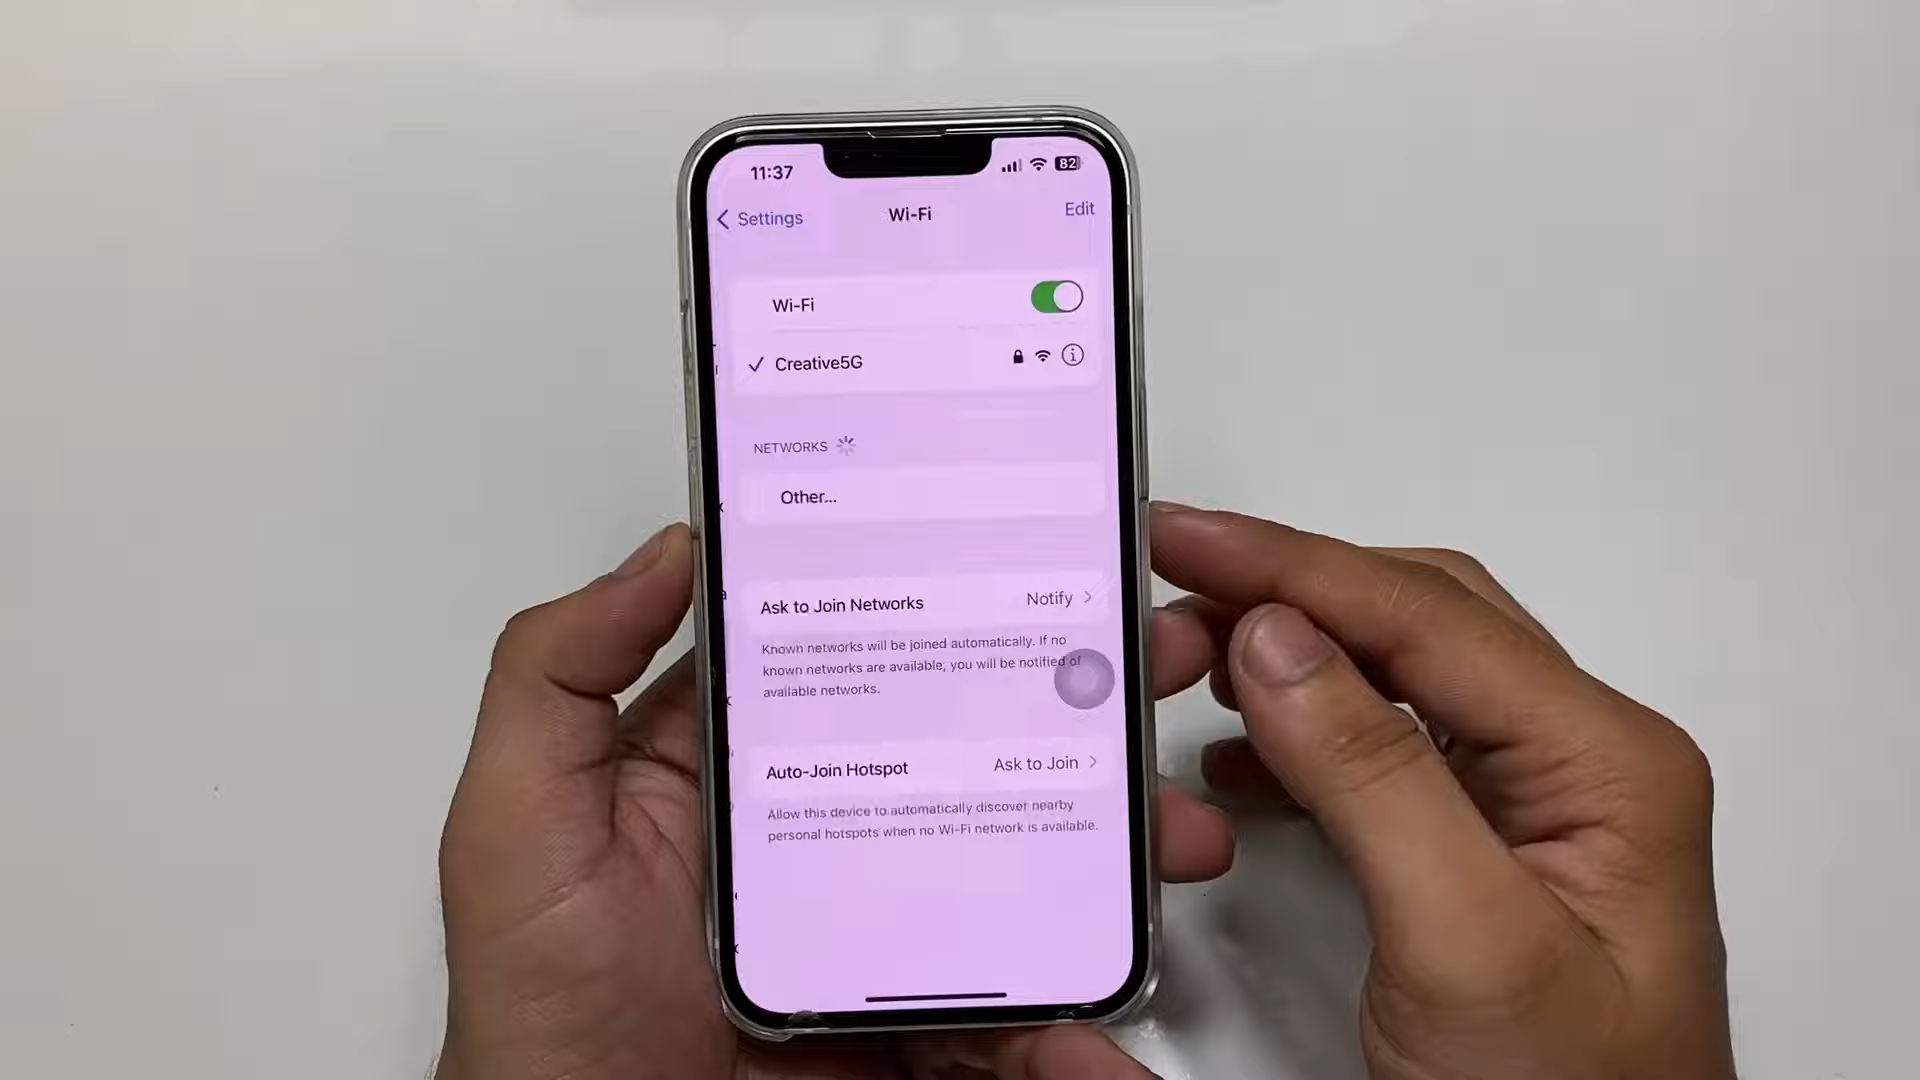 11:37
82
Settings
Wi-Fi
Edit
Wi-Fi
Creative5G
NETWORKS
Other...
Ask to Join Networks
Notify
Known networks will be joined automatically. If no
known networks are available, you will be notified of
available networks.
Auto-Join Hotspot
Ask to Join
Allow this device to automatically discover nearby
personal hotspots when no Wi-Fi network is available.